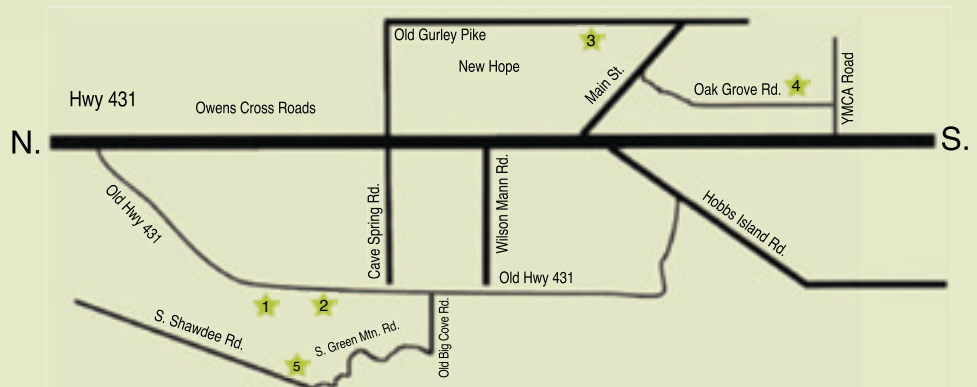 Old Gurley Pike
3
New Hope
Main St.
Oak Grove Rd.
4
YMCA Road
Hwy 431
Owens Cross Roads
N.
S.
Old Hwy 431
Cave Spring Rd.
Wilson Mann Rd.
Hobbs Island Rd.
Old Hwy 431
1
2
S. Shawdee Rd.
S. Green Mtn. Rd.
Old Big Cove Rd.
5